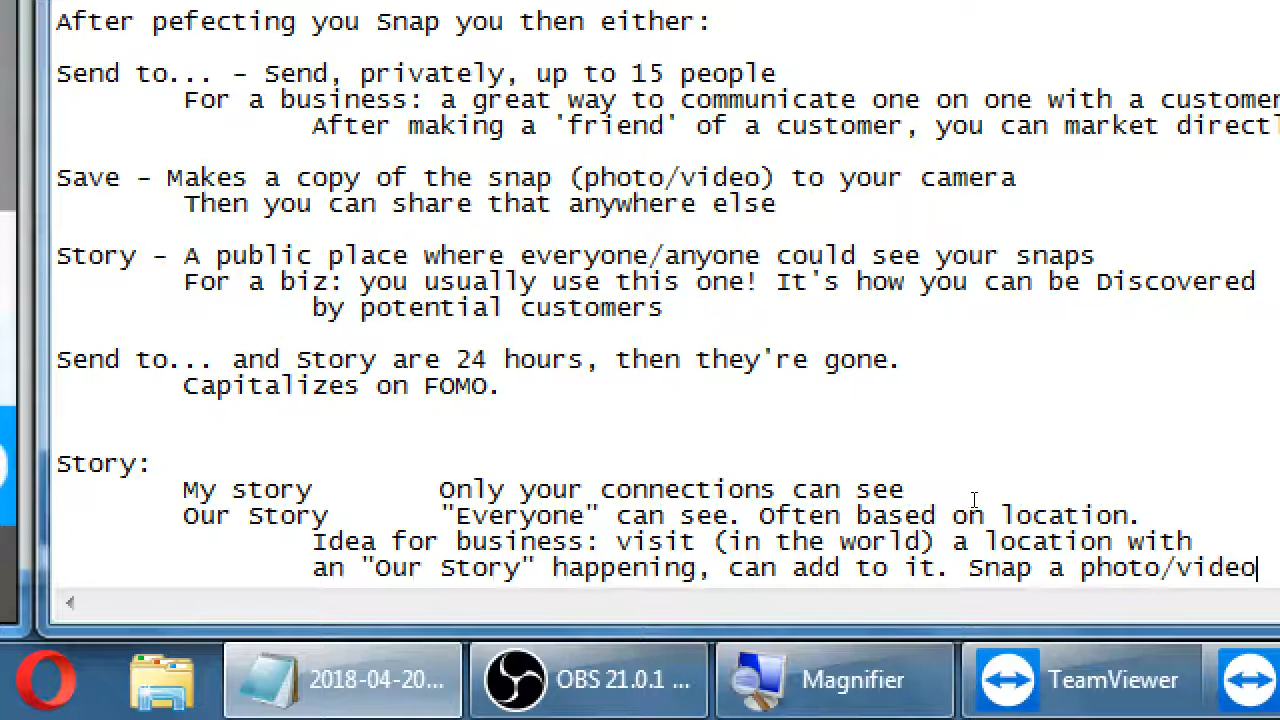 After pefecting you Snap you then either:
Send to... – Send, privately, up to 15 people
For a business: a great way to communicate one on one with a customer
After making a 'friend' of a customer, you can market directl
Save – Makes a copy of the snap (photo/video) to your camera
Then you can share that anywhere else
Story – A public place where everyone/anyone could see your snaps
For a biz: you usually use this one! It's how you can be Discovered
by potential customers
Send to... and Story are 24 hours, then they're gone.
Capitalizes on FOMO.
Story:
My story Only your connections can see
Our Story "Everyone" can see. Often based on location.
Idea for business: visit (in the world) a location with
an "Our Story" happening, can add to it. Snap a photo/video
2018-04-20... OBS 21.0.1 ... Magnifier TeamViewer